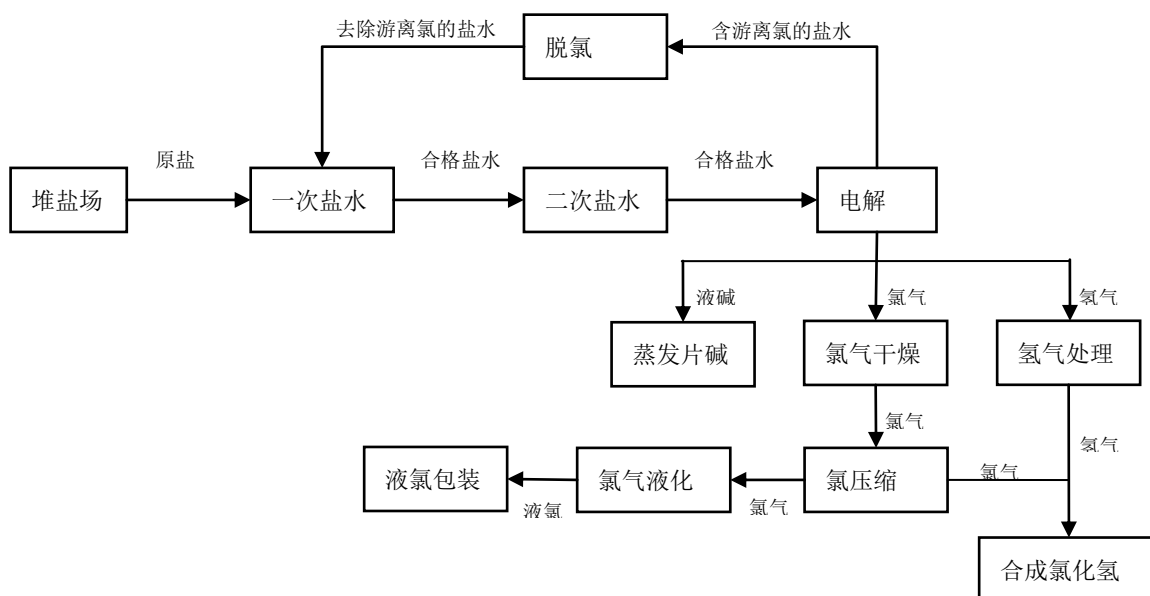 去除游离氯的盐水
脱氯
含游离氯的盐水
堆盐场
原盐
一次盐水
合格盐水
二次盐水
合格盐水
电解
液碱
氯气
氢气
蒸发片碱
氯气干燥
氢气处理
氯气
氢气
液氯包装
液氯
氯气液化
氯气
氯压缩
氯气
合成氯化氢